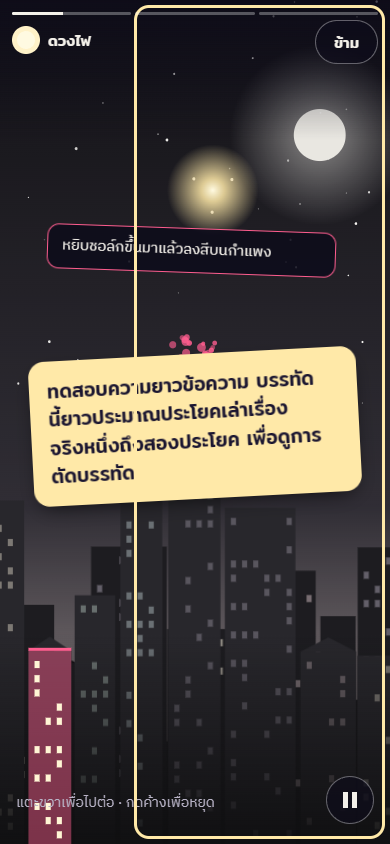 ดวงไฟ
ข้าม
หยิบชอล์กขึ้นมาแล้วลงสีบนกำแพง
ทดสอบความยาวข้อความ บรรทัด
นี้ยาวประมาณประโยคเล่าเรื่อง
จริงหนึ่งถึงสองประโยค เพื่อดูการ
ตัดบรรทัด
แตะขวาเพื่อไปต่อ · กดค้างเพื่อหยุด